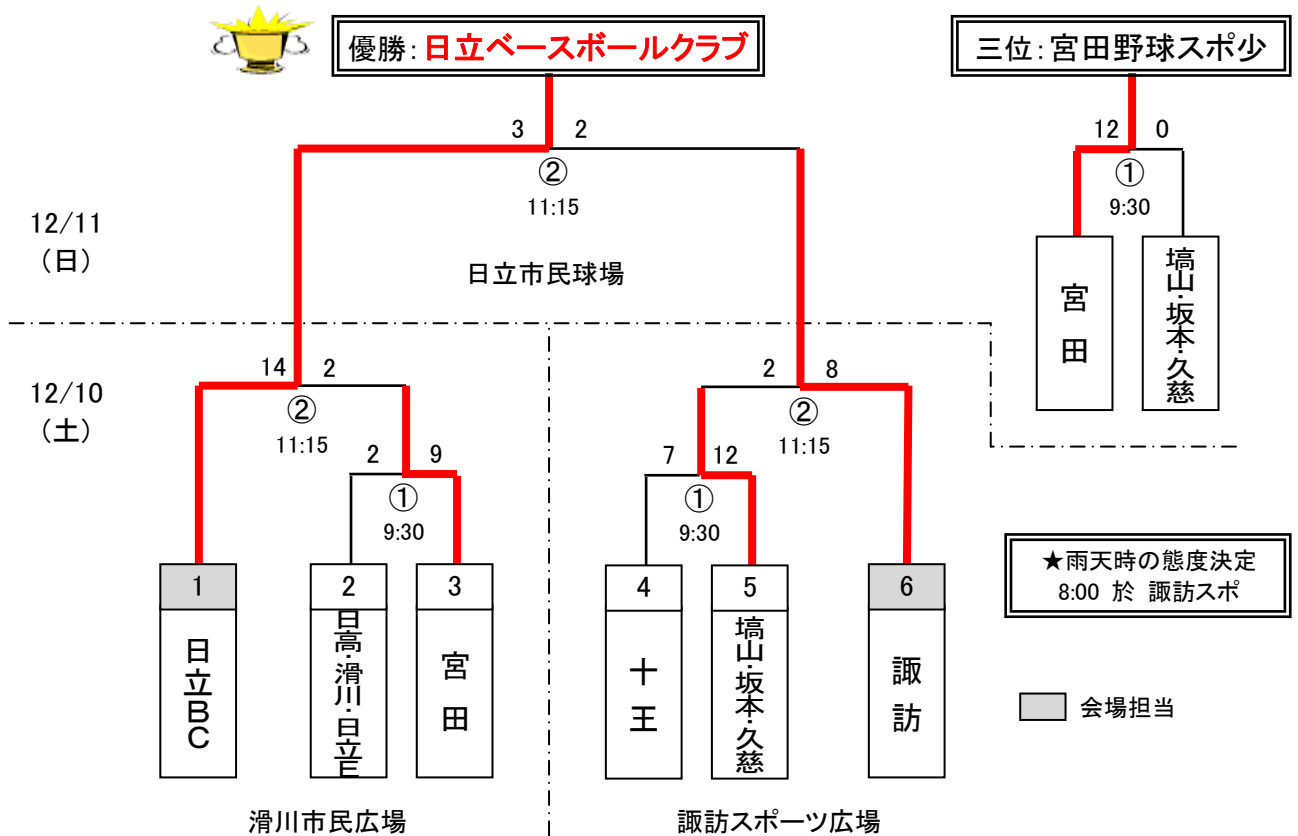 優勝：日立ベースボールクラブ
三位：宮田野球スポ少
3 2
②
11:15
12 0
①
9:30
宮田
塙山・坂本・久慈
12/11
（日）
日立市民球場
12/10
（土）
14 2
②
11:15
2 9
①
9:30
2 8
②
11:15
7 12
①
9:30
1
日立BC
2
日高・滑川・日立E
3
宮田
4
十王
5
塙山・坂本・久慈
6
諏訪
★雨天時の態度決定
8:00 於 諏訪スポ
会場担当
滑川市民広場
諏訪スポーツ広場